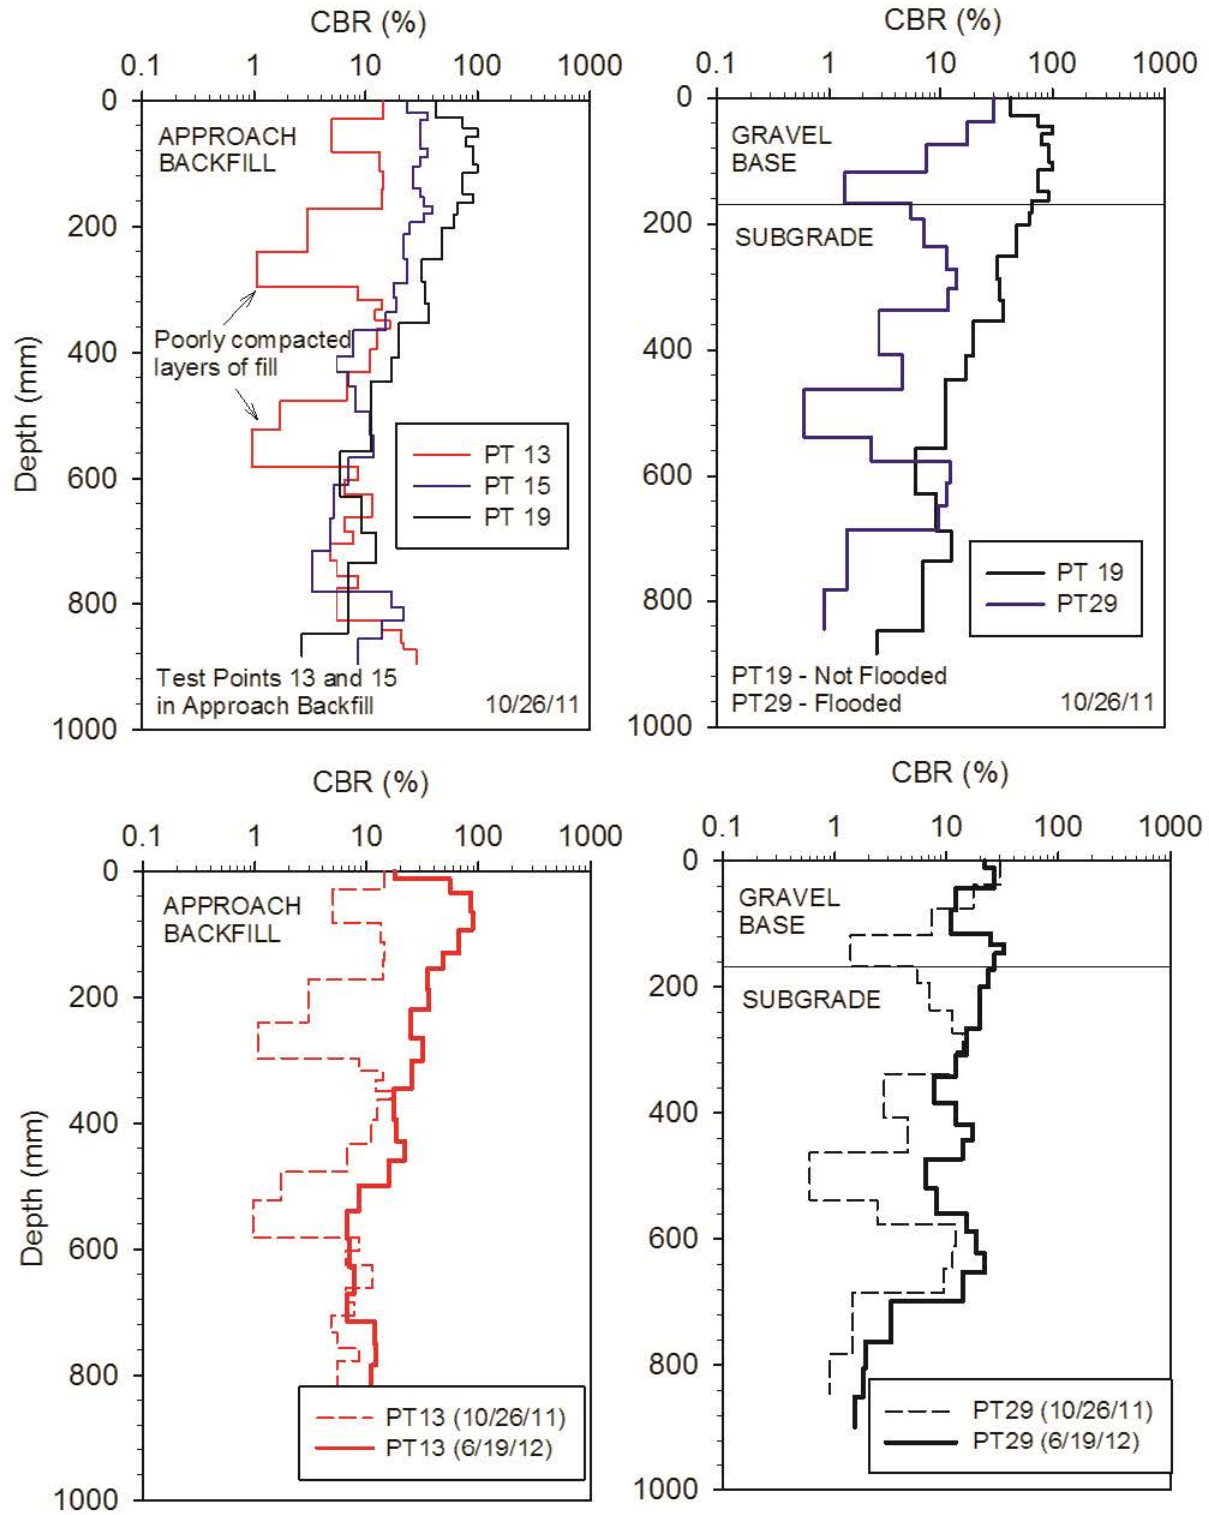 CBR (%)
0.1 1 10 100 1000
0
200
400
600
800
1000
Depth (mm)
APPROACH
BACKFILL
Poorly compacted
layers of fill
PT 13
PT 15
PT 19
Test Points 13 and 15
in Approach Backfill
10/26/11
CBR (%)
0.1 1 10 100 1000
0
200
400
600
800
1000
GRAVEL
BASE
SUBGRADE
PT 19
PT29
PT19 - Not Flooded
PT29 - Flooded
10/26/11
CBR (%)
0.1 1 10 100 1000
0
200
400
600
800
1000
Depth (mm)
APPROACH
BACKFILL
PT13 (10/26/11)
PT13 (6/19/12)
CBR (%)
0.1 1 10 100 1000
0
200
400
600
800
1000
GRAVEL
BASE
SUBGRADE
PT29 (10/26/11)
PT29 (6/19/12)